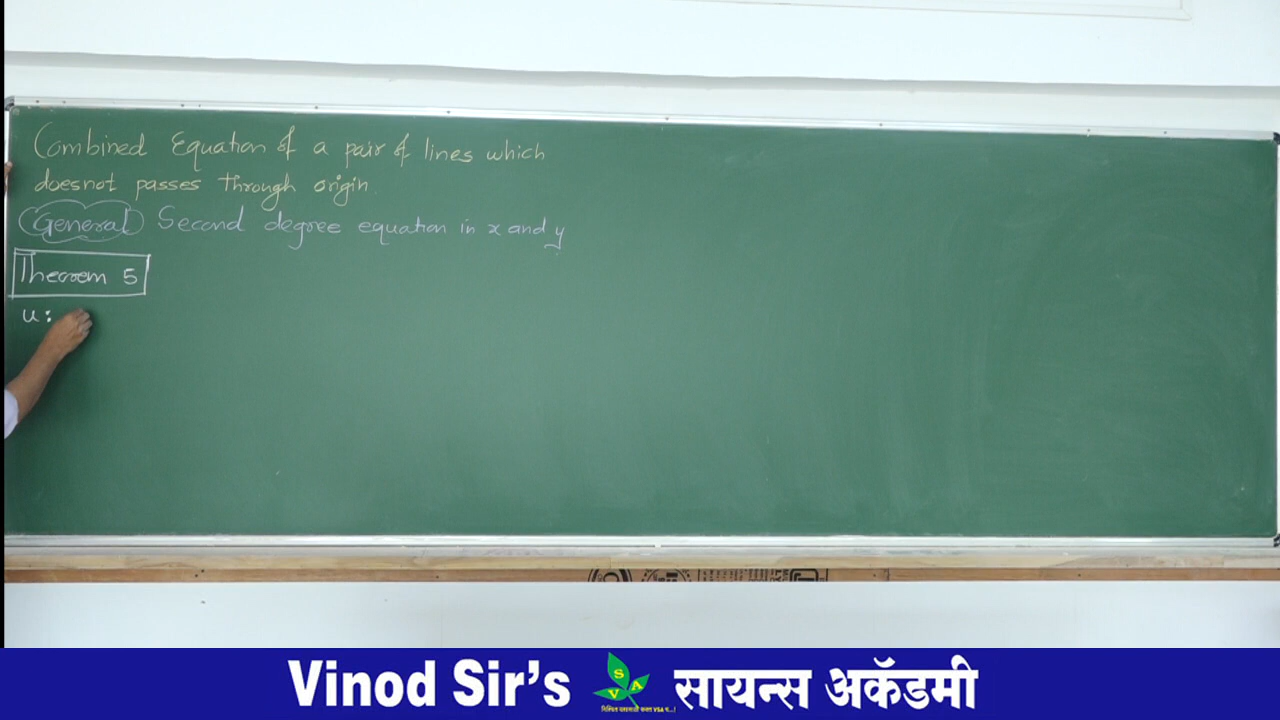 Combined Equation of a pair of lines which
doesnot passes through origin.
(General) Second degree equation in x and y
Theorem 5
u:
Vinod Sir's SVA सायन्स अकॅडमी